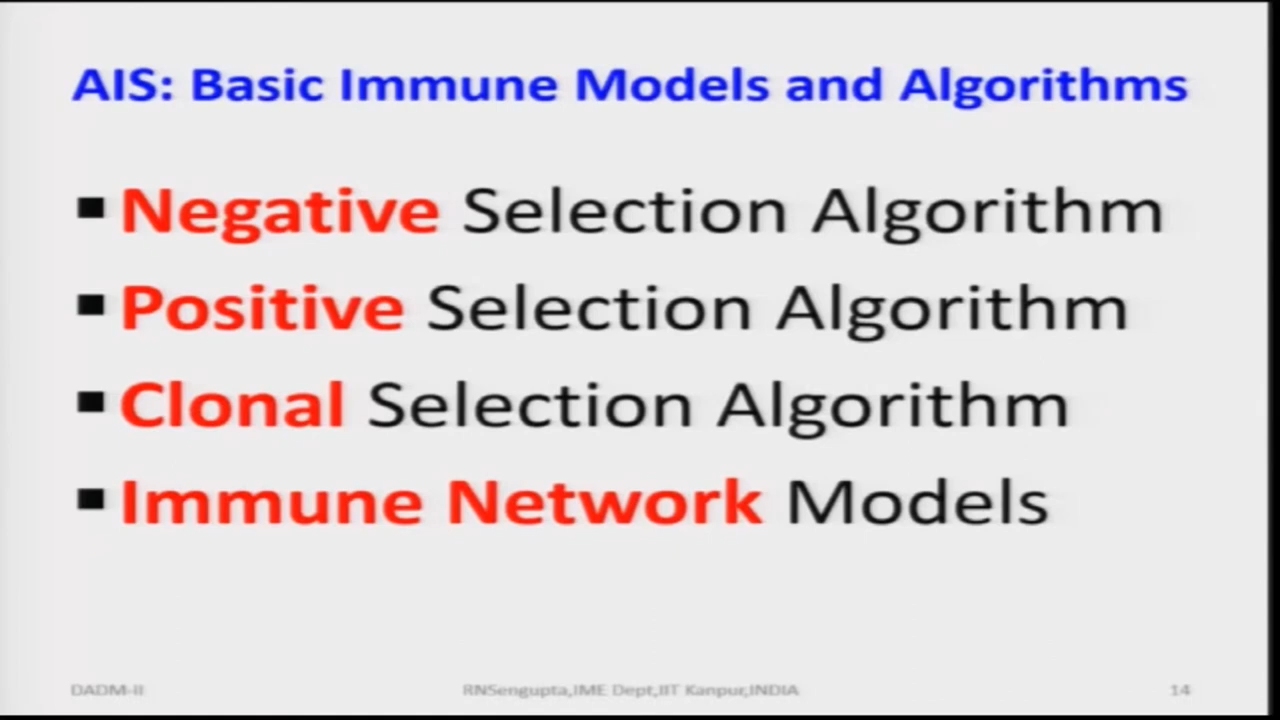 AIS: Basic Immune Models and Algorithms
▪ Negative Selection Algorithm
▪ Positive Selection Algorithm
▪ Clonal Selection Algorithm
▪ Immune Network Models
DADM-II RNSengupta,IME Dept,IIT Kanpur,INDIA 14